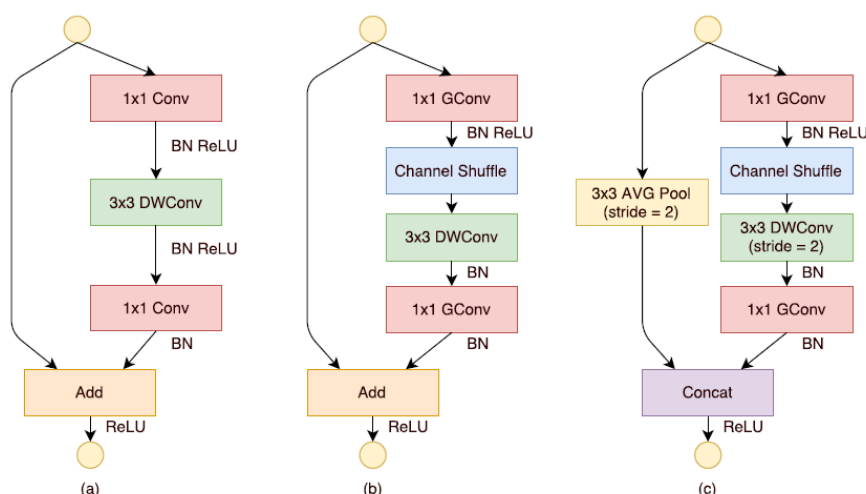 1x1 Conv
BN ReLU
3x3 DWConv
BN ReLU
1x1 Conv
BN
Add
ReLU
(a)
1x1 GConv
BN ReLU
Channel Shuffle
3x3 DWConv
BN
1x1 GConv
BN
Add
ReLU
(b)
3x3 AVG Pool
(stride = 2)
1x1 GConv
BN ReLU
Channel Shuffle
3x3 DWConv
(stride = 2)
BN
1x1 GConv
BN
Concat
ReLU
(c)